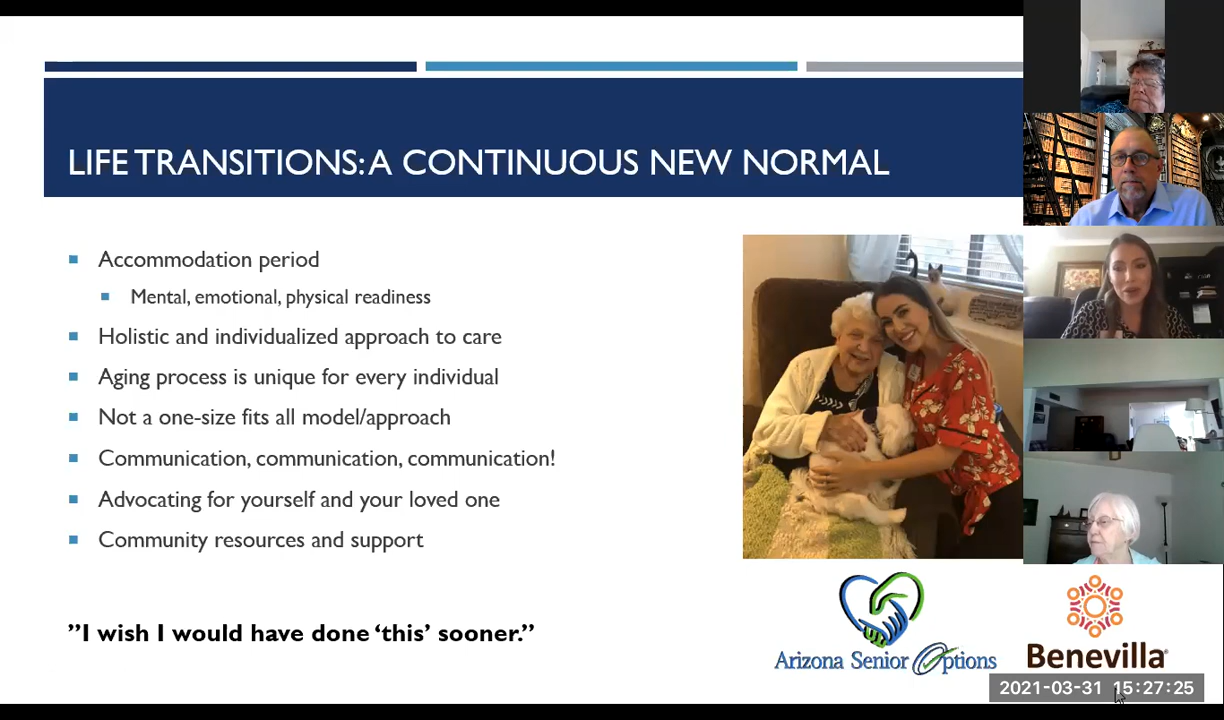 LIFE TRANSITIONS: A CONTINUOUS NEW NORMAL
Accommodation period
Mental, emotional, physical readiness
Holistic and individualized approach to care
Aging process is unique for every individual
Not a one-size fits all model/approach
Communication, communication, communication!
Advocating for yourself and your loved one
Community resources and support
”I wish I would have done ‘this’ sooner.”
Arizona Senior Options
Benevilla®
2021-03-31 15:27:25